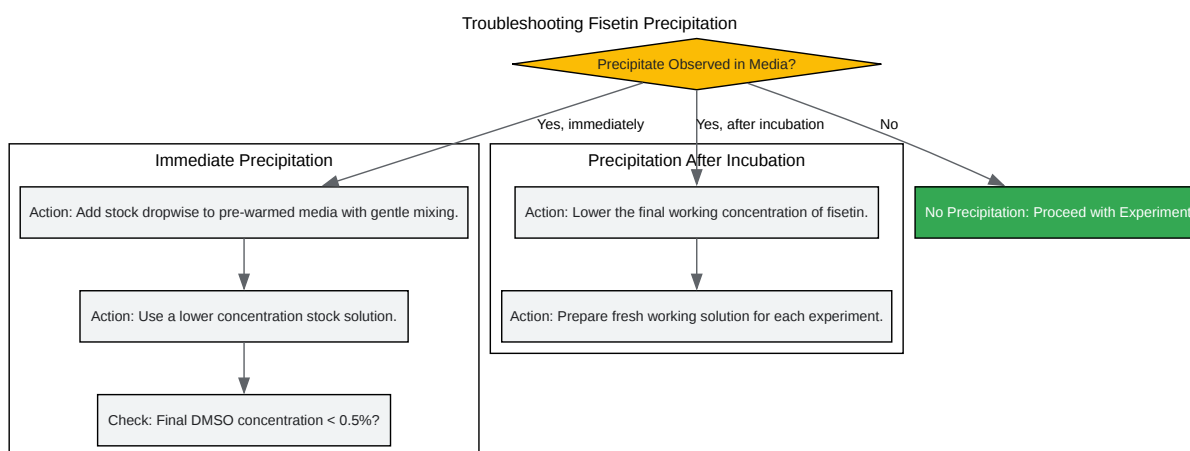 Troubleshooting Fisetin Precipitation
Precipitate Observed in Media?
Yes, immediately
Yes, after incubation
No
Immediate Precipitation
Precipitation After Incubation
Action: Add stock dropwise to pre-warmed media with gentle mixing.
Action: Lower the final working concentration of fisetin.
No Precipitation: Proceed with Experiment
Action: Use a lower concentration stock solution.
Action: Prepare fresh working solution for each experiment.
Check: Final DMSO concentration < 0.5%?